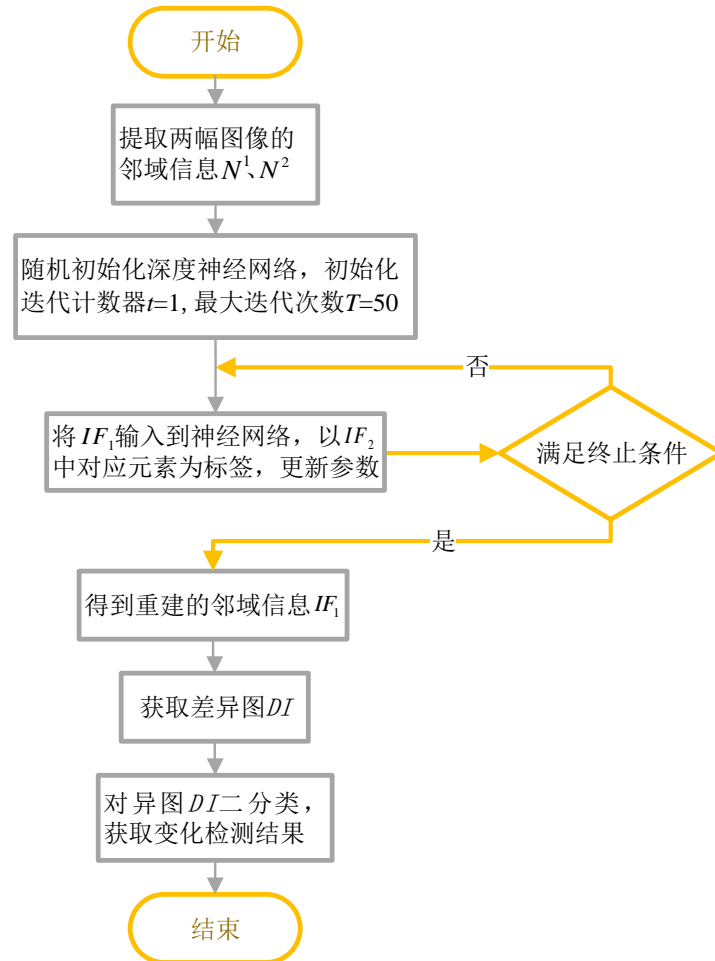 开始
提取两幅图像的
邻域信息N¹、N²
随机初始化深度神经网络，初始化
迭代计数器t=1, 最大迭代次数T=50
否
将IF₁输入到神经网络，以IF₂
中对应元素为标签，更新参数
满足终止条件
是
得到重建的邻域信息IF₁
获取差异图DI
对异图DI二分类，
获取变化检测结果
结束